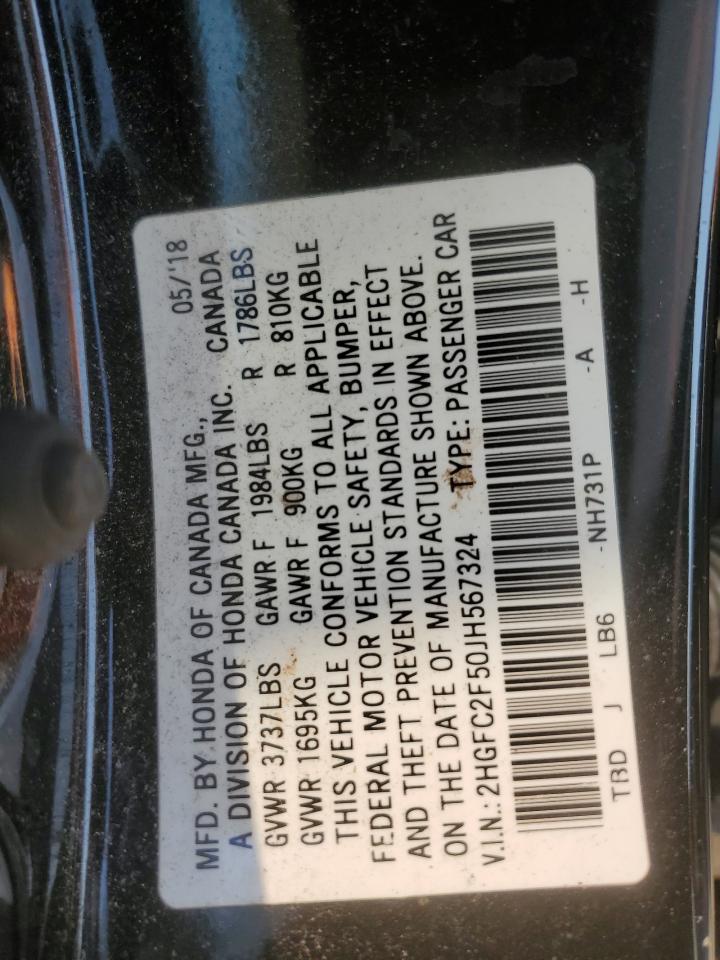 MFD. BY HONDA OF CANADA MFG., 05/'18
A DIVISION OF HONDA CANADA INC. CANADA
GVWR 3737LBS GAWR F 1984LBS R 1786LBS
GVWR 1695KG GAWR F 900KG R 810KG
THIS VEHICLE CONFORMS TO ALL APPLICABLE
FEDERAL MOTOR VEHICLE SAFETY, BUMPER,
AND THEFT PREVENTION STANDARDS IN EFFECT
ON THE DATE OF MANUFACTURE SHOWN ABOVE.
V.I.N.: 2HGFC2F50JH567324 TYPE: PASSENGER CAR
TBD J LB6 -NH731P -A -H